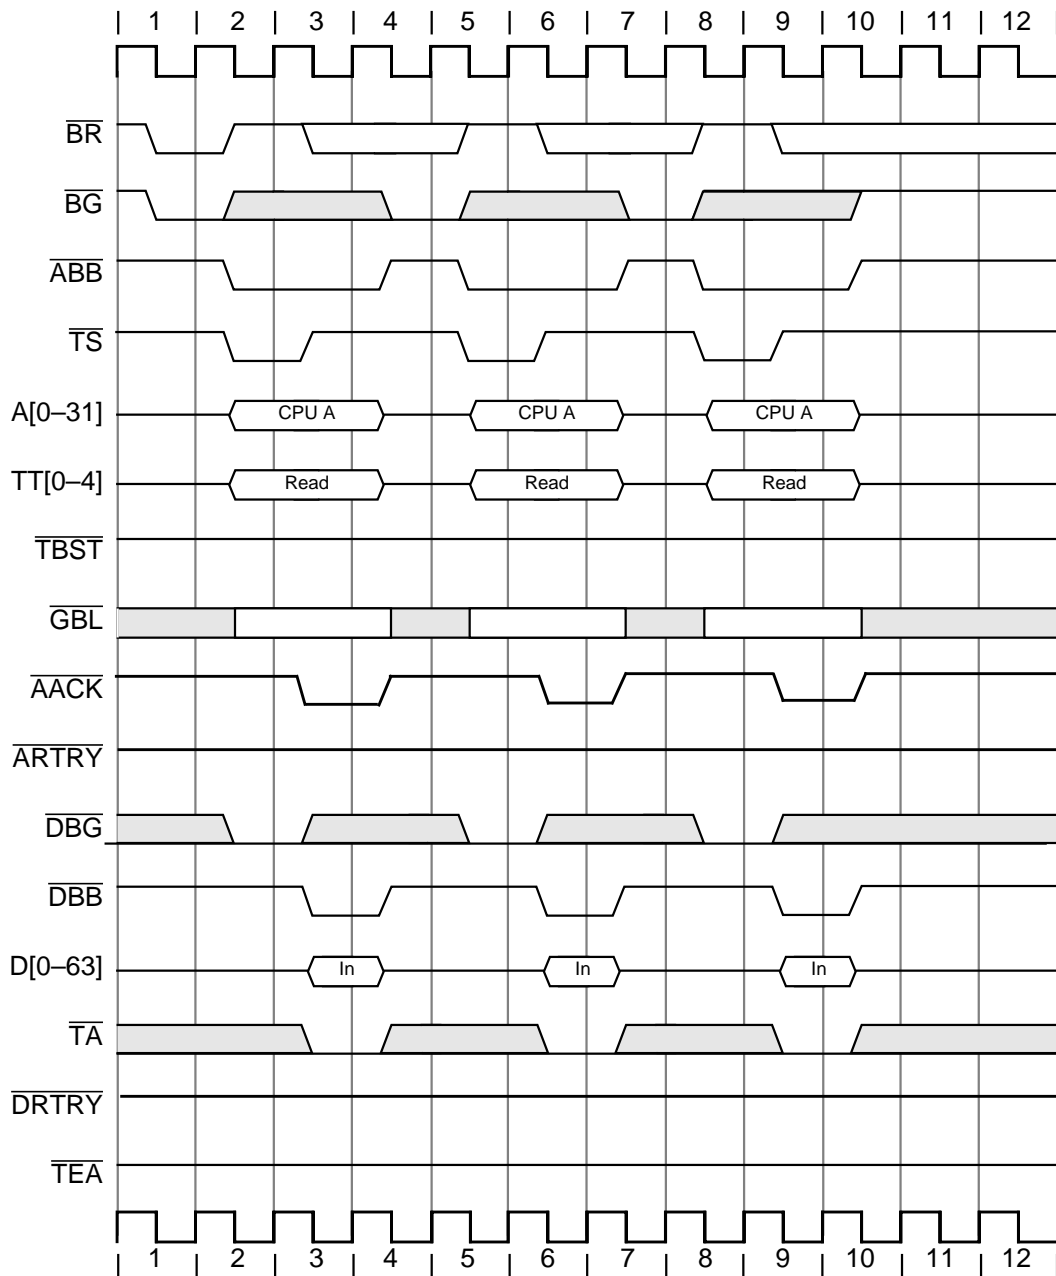 | 1 | 2 | 3 | 4 | 5 | 6 | 7 | 8 | 9 | 10 | 11 | 12 |
BR
BG
ABB
TS
A[0–31] CPU A CPU A CPU A
TT[0–4] Read Read Read
TBST
GBL
AACK
ARTRY
DBG
DBB
D[0–63] In In In
TA
DRTRY
TEA
| 1 | 2 | 3 | 4 | 5 | 6 | 7 | 8 | 9 | 10 | 11 | 12 |